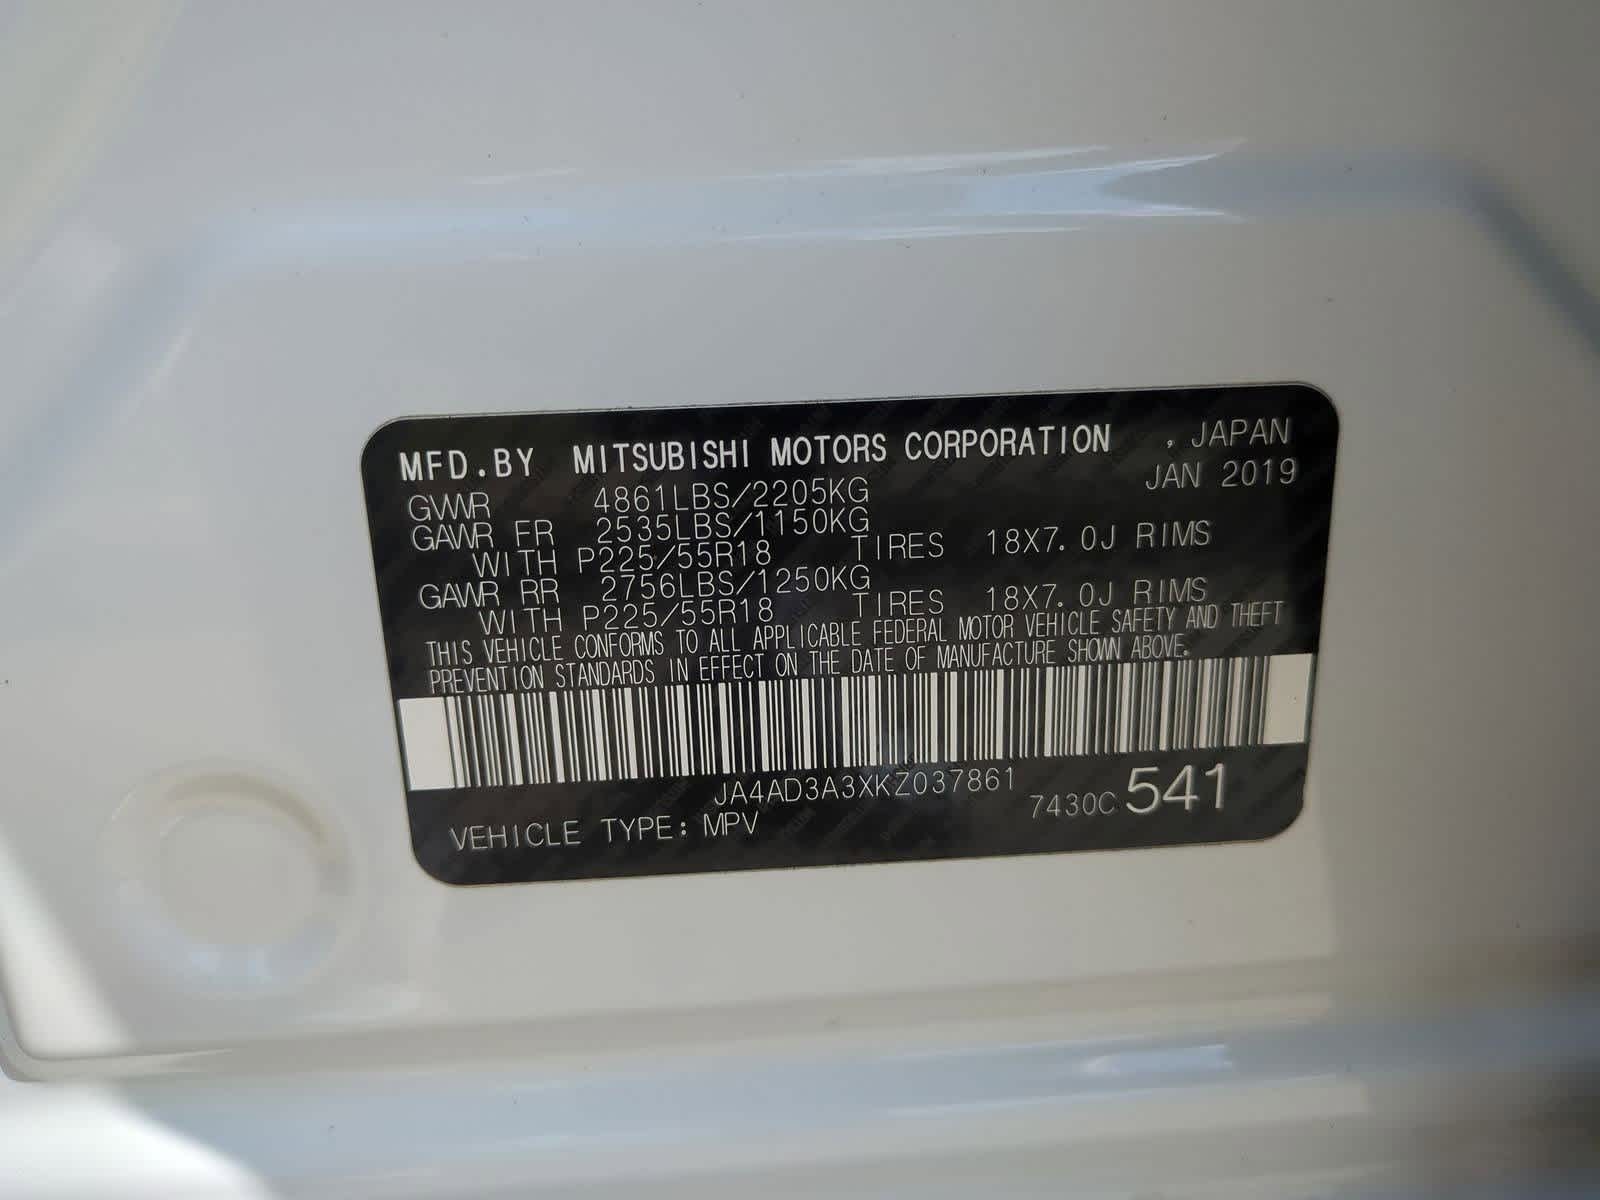 MFD.BY MITSUBISHI MOTORS CORPORATION , JAPAN
JAN 2019
GVWR 4861LBS/2205KG
GAWR FR 2535LBS/1150KG
WITH P225/55R18 TIRES 18X7.0J RIMS
GAWR RR 2756LBS/1250KG
WITH P225/55R18 TIRES 18X7.0J RIMS
THIS VEHICLE CONFORMS TO ALL APPLICABLE FEDERAL MOTOR VEHICLE SAFETY AND THEFT
PREVENTION STANDARDS IN EFFECT ON THE DATE OF MANUFACTURE SHOWN ABOVE.
JA4AD3A3XKZ037861
7430C 541
VEHICLE TYPE: MPV